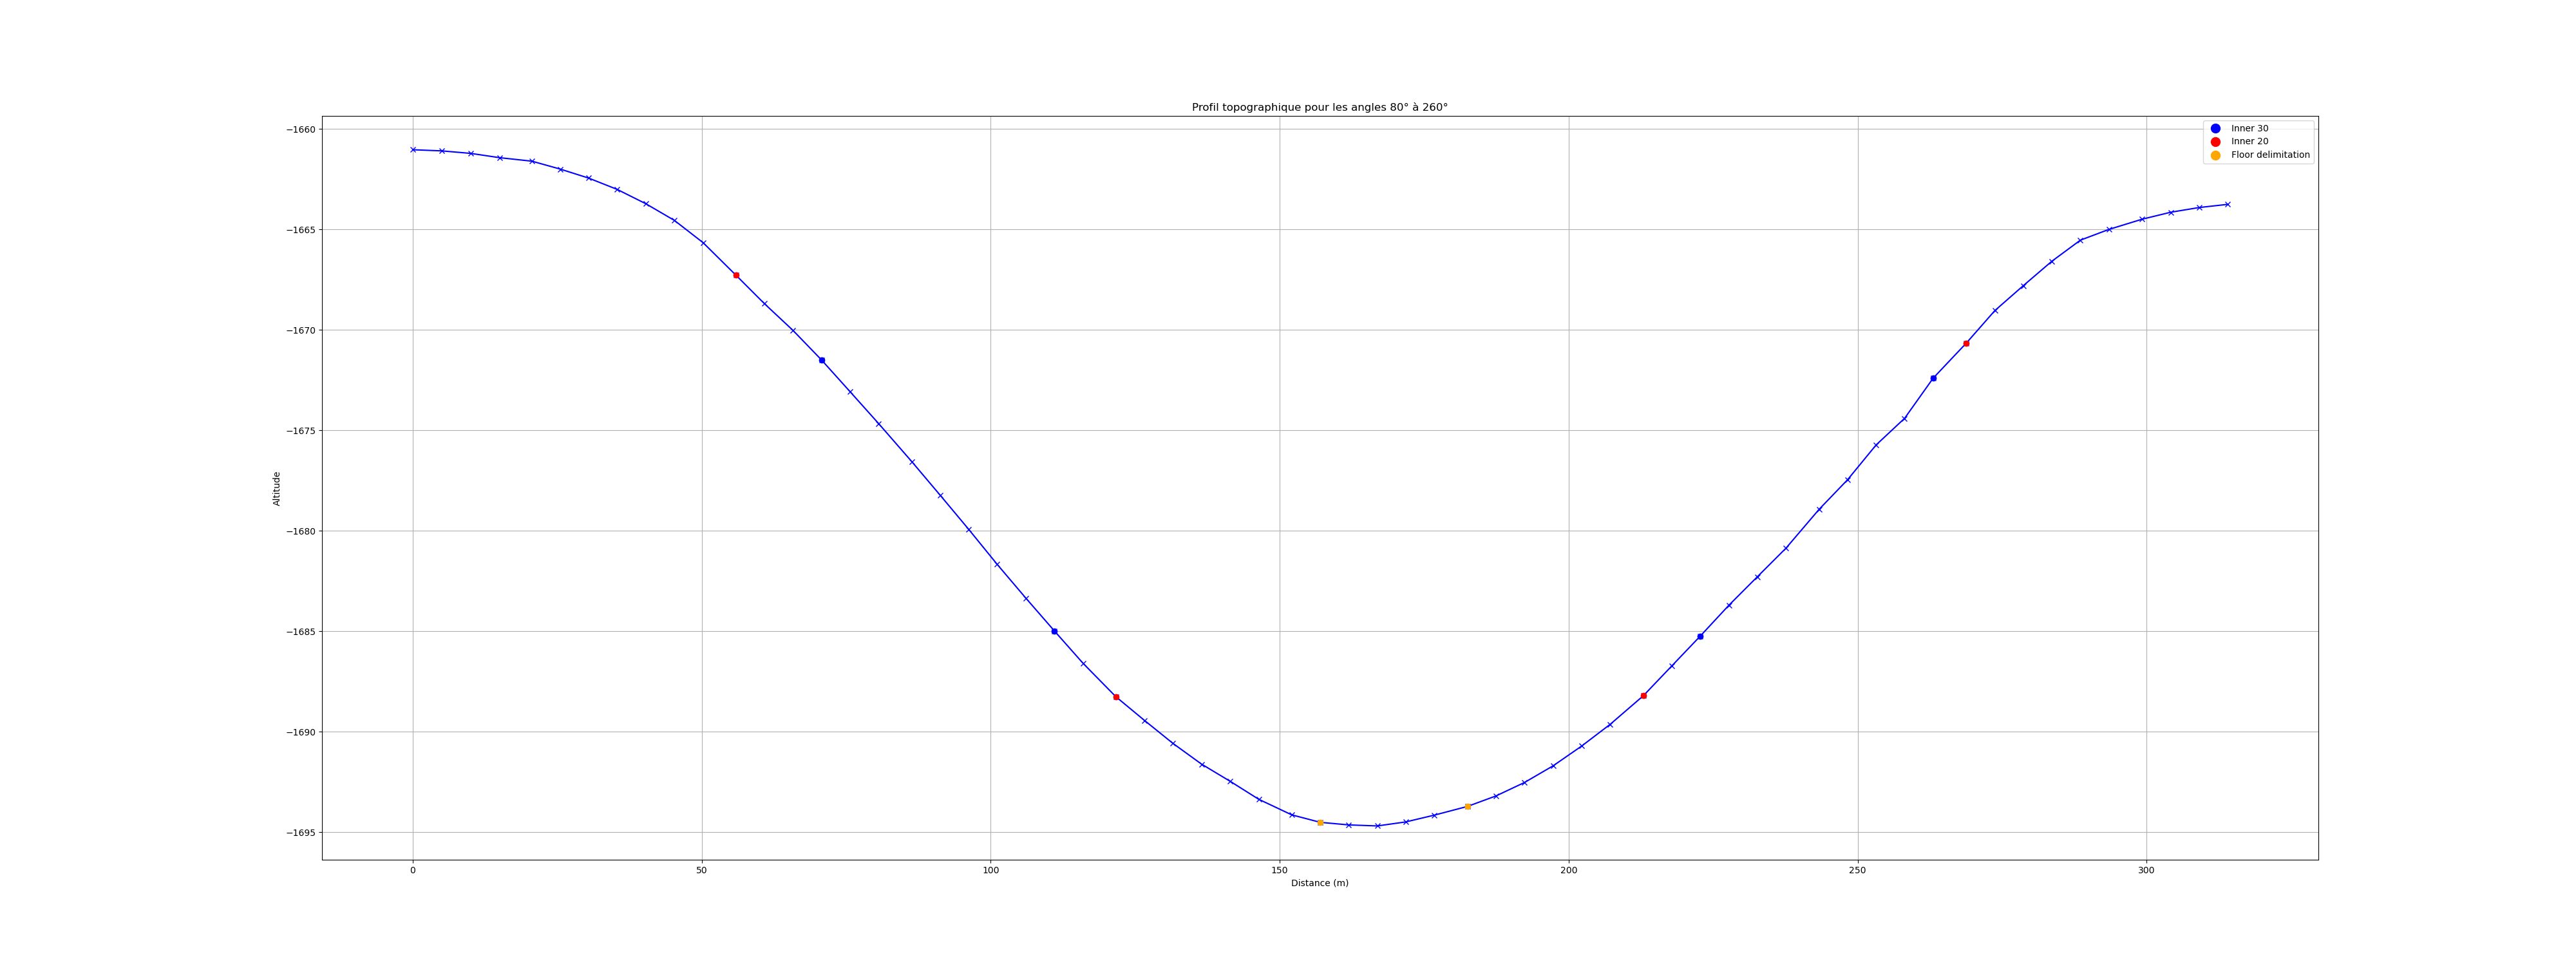 Profil topographique pour les angles 80° à 260°
Inner 30
Inner 20
Floor delimitation
−1660
−1665
−1670
−1675
−1680
−1685
−1690
−1695
Altitude
0 50 100 150 200 250 300
Distance (m)